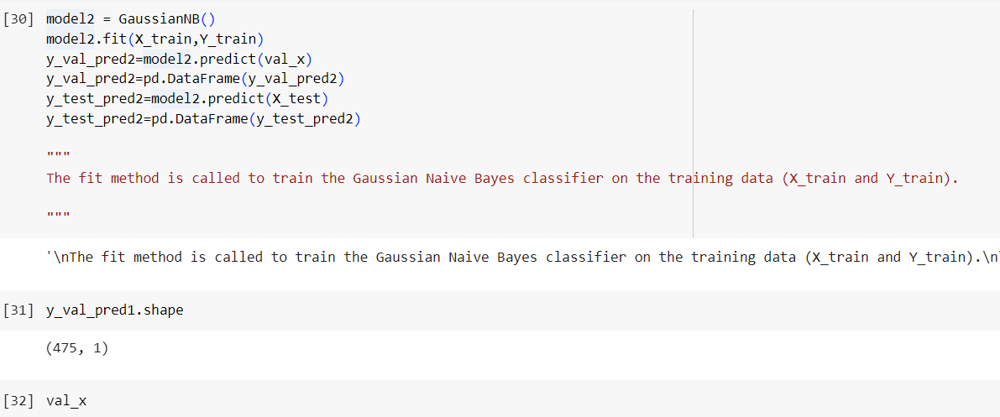 [30] model2 = GaussianNB()
model2.fit(X_train,Y_train)
y_val_pred2=model2.predict(val_x)
y_val_pred2=pd.DataFrame(y_val_pred2)
y_test_pred2=model2.predict(X_test)
y_test_pred2=pd.DataFrame(y_test_pred2)
"""
The fit method is called to train the Gaussian Naive Bayes classifier on the training data (X_train and Y_train).
"""
'\nThe fit method is called to train the Gaussian Naive Bayes classifier on the training data (X_train and Y_train).\n
[31] y_val_pred1.shape
(475, 1)
[32] val_x